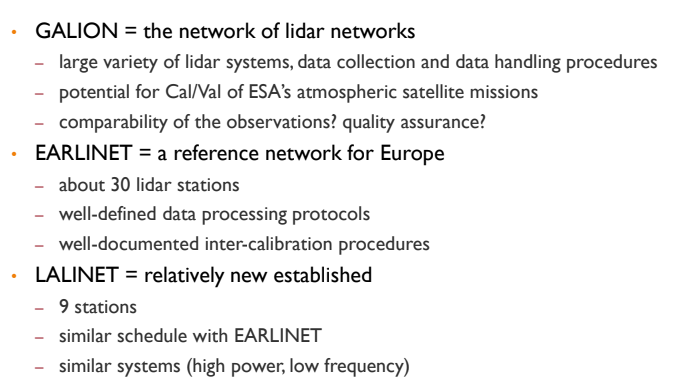 • GALION = the network of lidar networks
– large variety of lidar systems, data collection and data handling procedures
– potential for Cal/Val of ESA's atmospheric satellite missions
– comparability of the observations? quality assurance?
• EARLINET = a reference network for Europe
– about 30 lidar stations
– well-defined data processing protocols
– well-documented inter-calibration procedures
• LALINET = relatively new established
– 9 stations
– similar schedule with EARLINET
– similar systems (high power, low frequency)